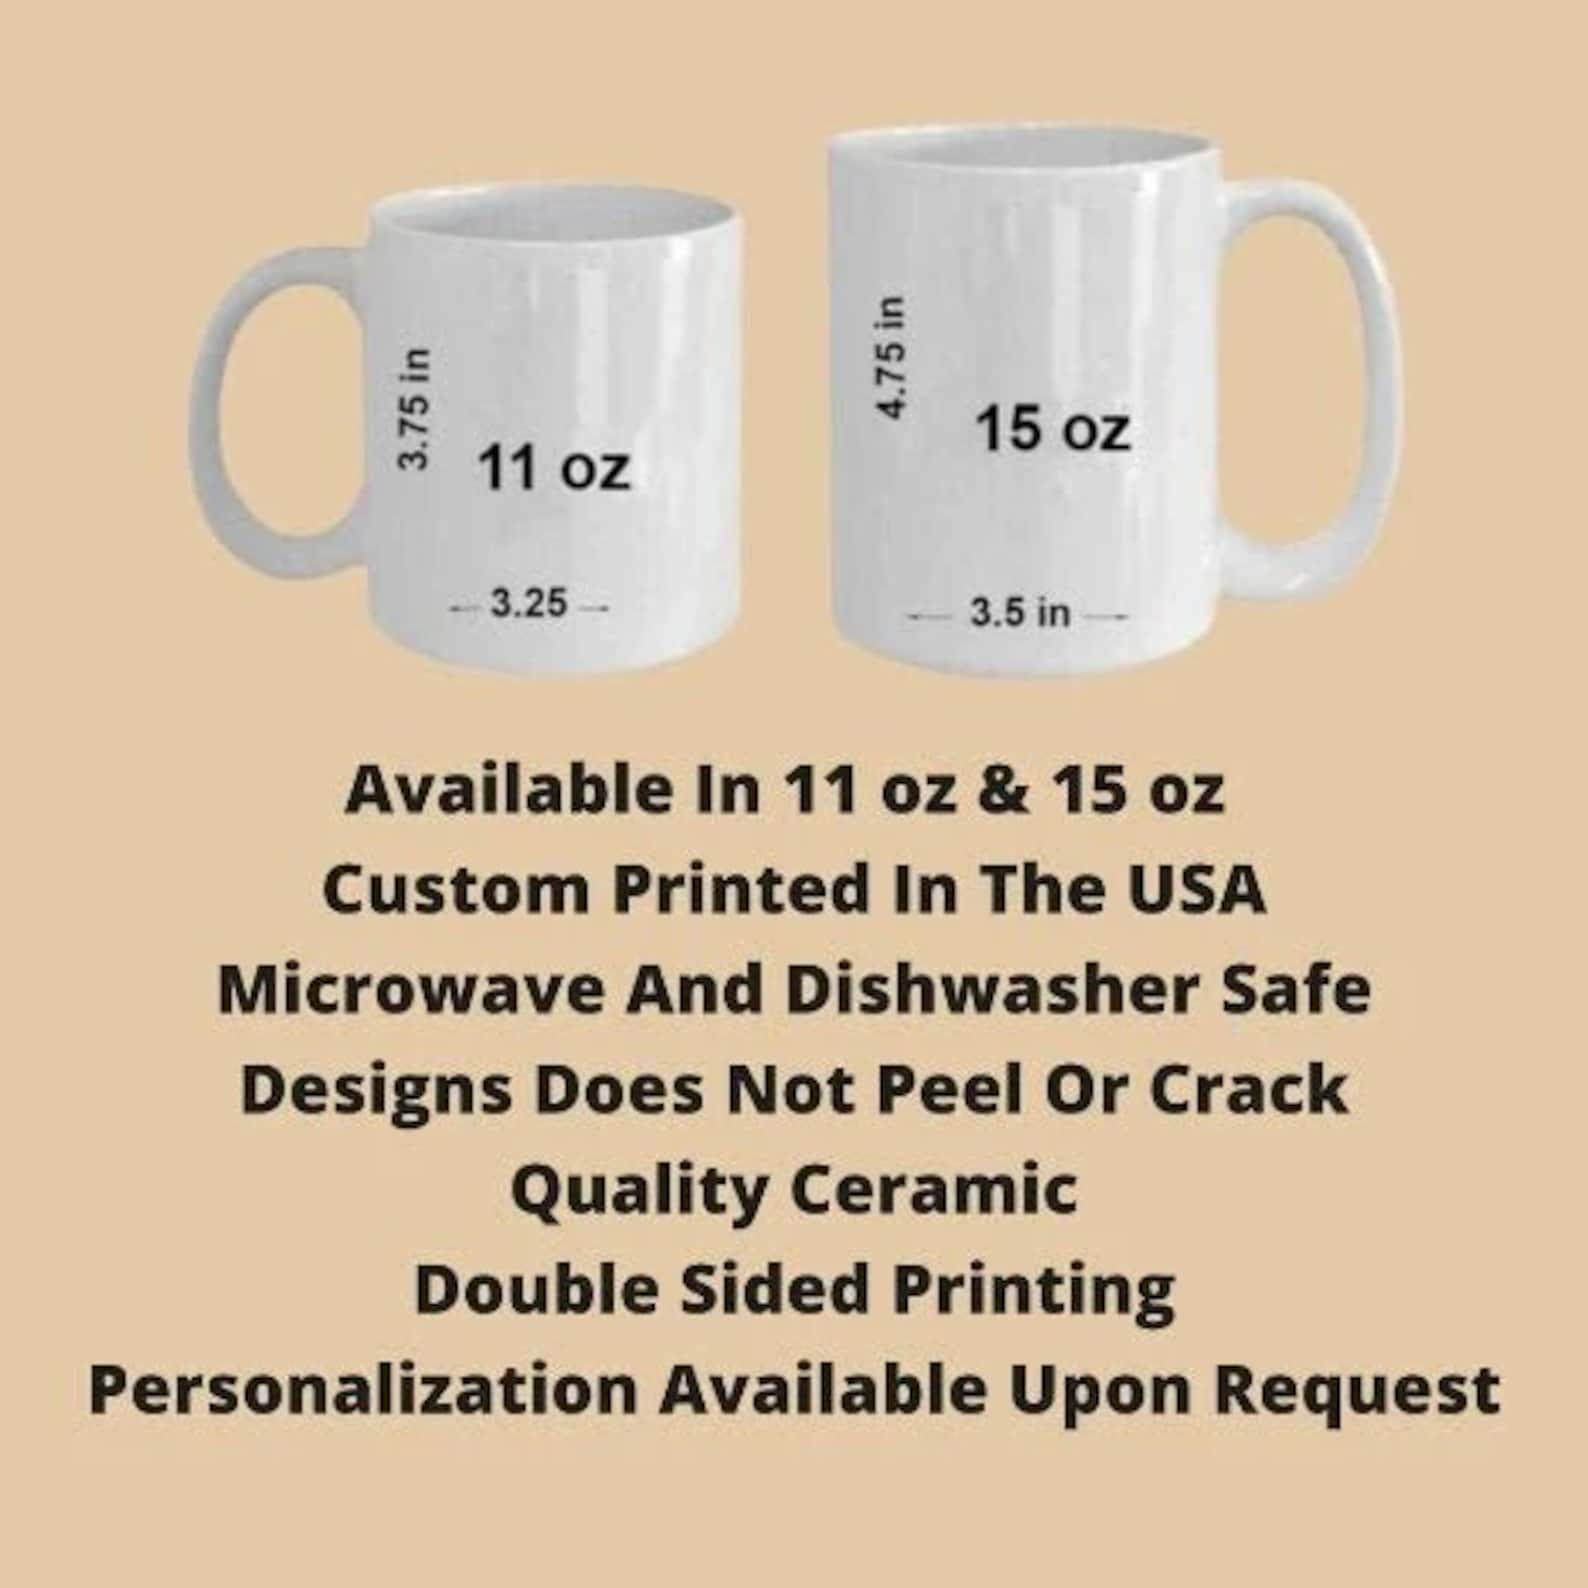 3.75 in
11 oz
3.25
4.75 in
15 oz
3.5 in
Available In 11 oz & 15 oz
Custom Printed In The USA
Microwave And Dishwasher Safe
Designs Does Not Peel Or Crack
Quality Ceramic
Double Sided Printing
Personalization Available Upon Request